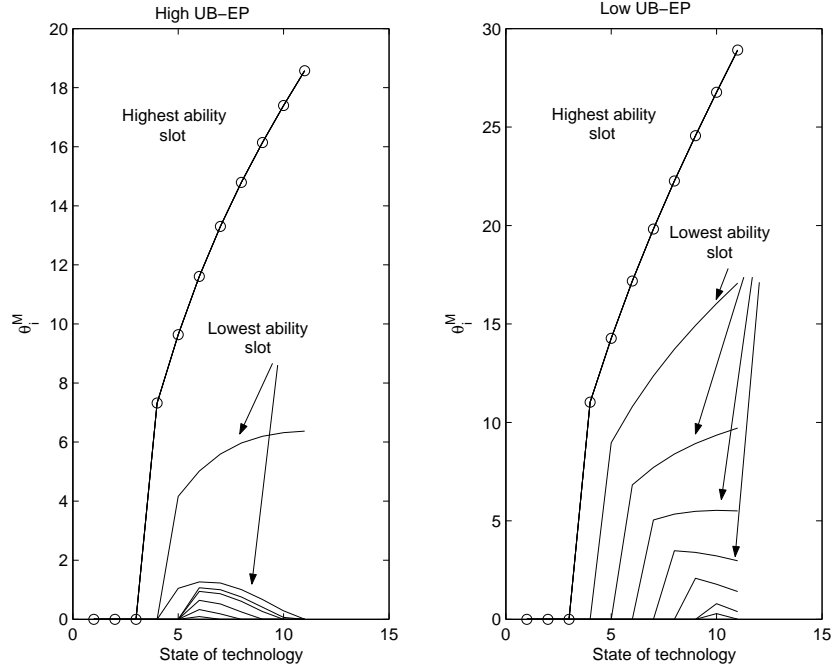 High UB−EP
20
18
16
14
12
10
8
6
4
2
0
θᵢᴹ
Highest ability
slot
Lowest ability
slot
0
5
10
15
State of technology
Low UB−EP
30
25
20
15
10
5
0
θᵢᴹ
Highest ability
slot
Lowest ability
slot
0
5
10
15
State of technology